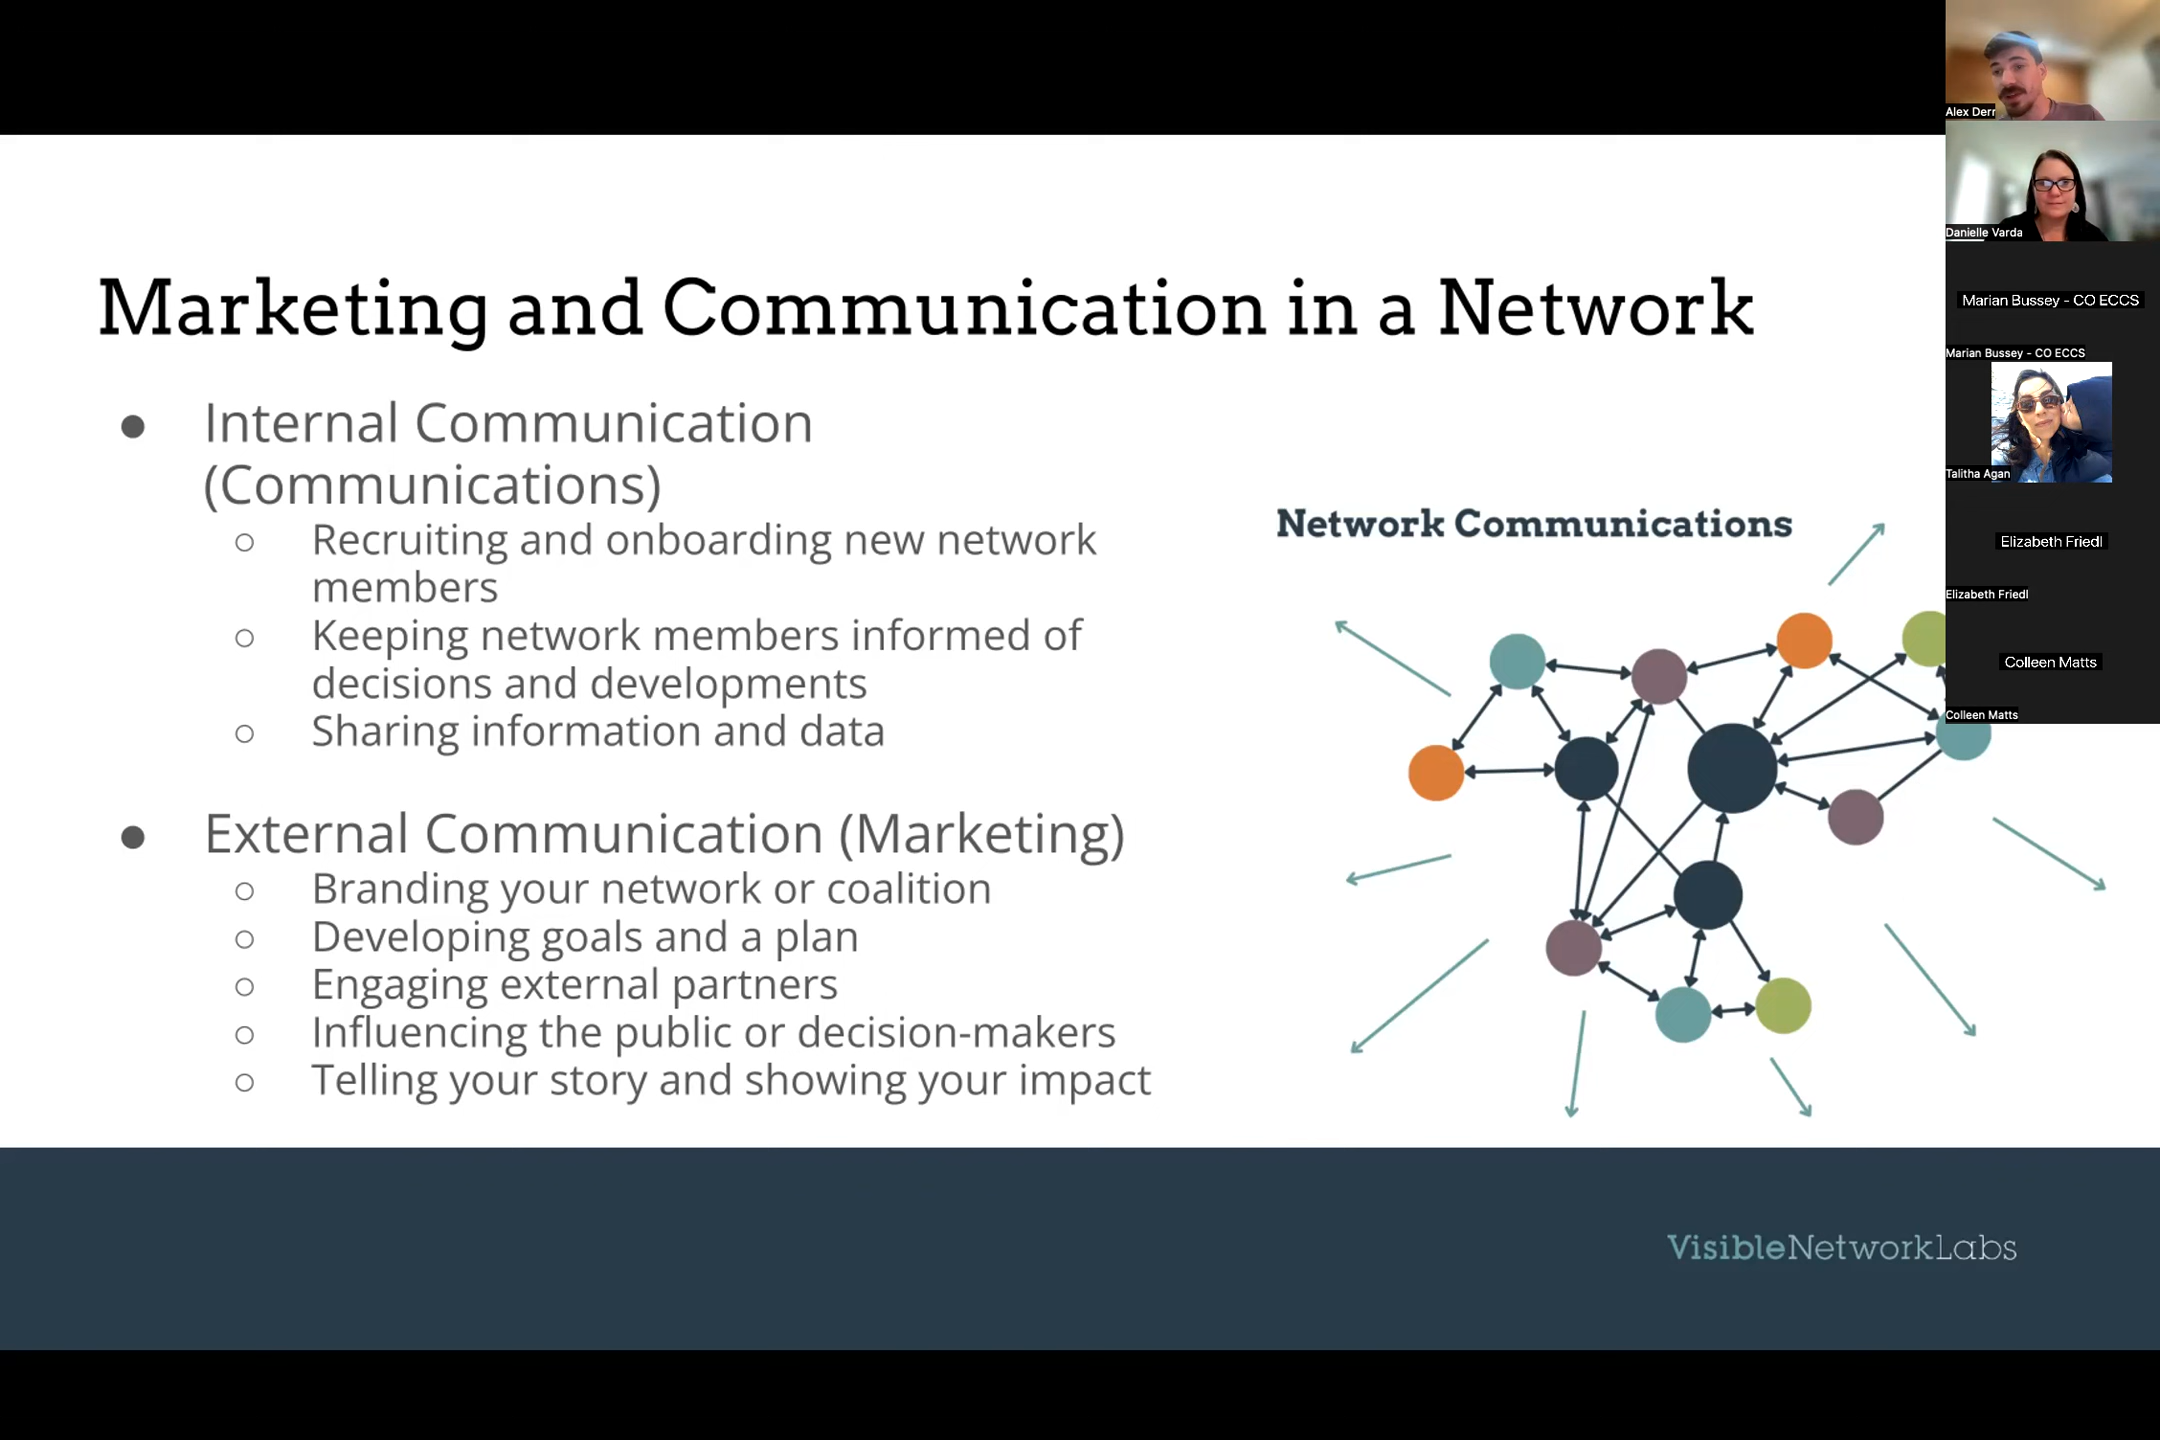 Marketing and Communication in a Network
● Internal Communication
(Communications)
○ Recruiting and onboarding new network
members
○ Keeping network members informed of
decisions and developments
○ Sharing information and data
● External Communication (Marketing)
○ Branding your network or coalition
○ Developing goals and a plan
○ Engaging external partners
○ Influencing the public or decision-makers
○ Telling your story and showing your impact
Network Communications
VisibleNetworkLabs
Alex Derr
Danielle Varda
Marian Bussey - CO ECCS
Marian Bussey - CO ECCS
Talitha Agan
Elizabeth Friedl
Elizabeth Friedl
Colleen Matts
Colleen Matts